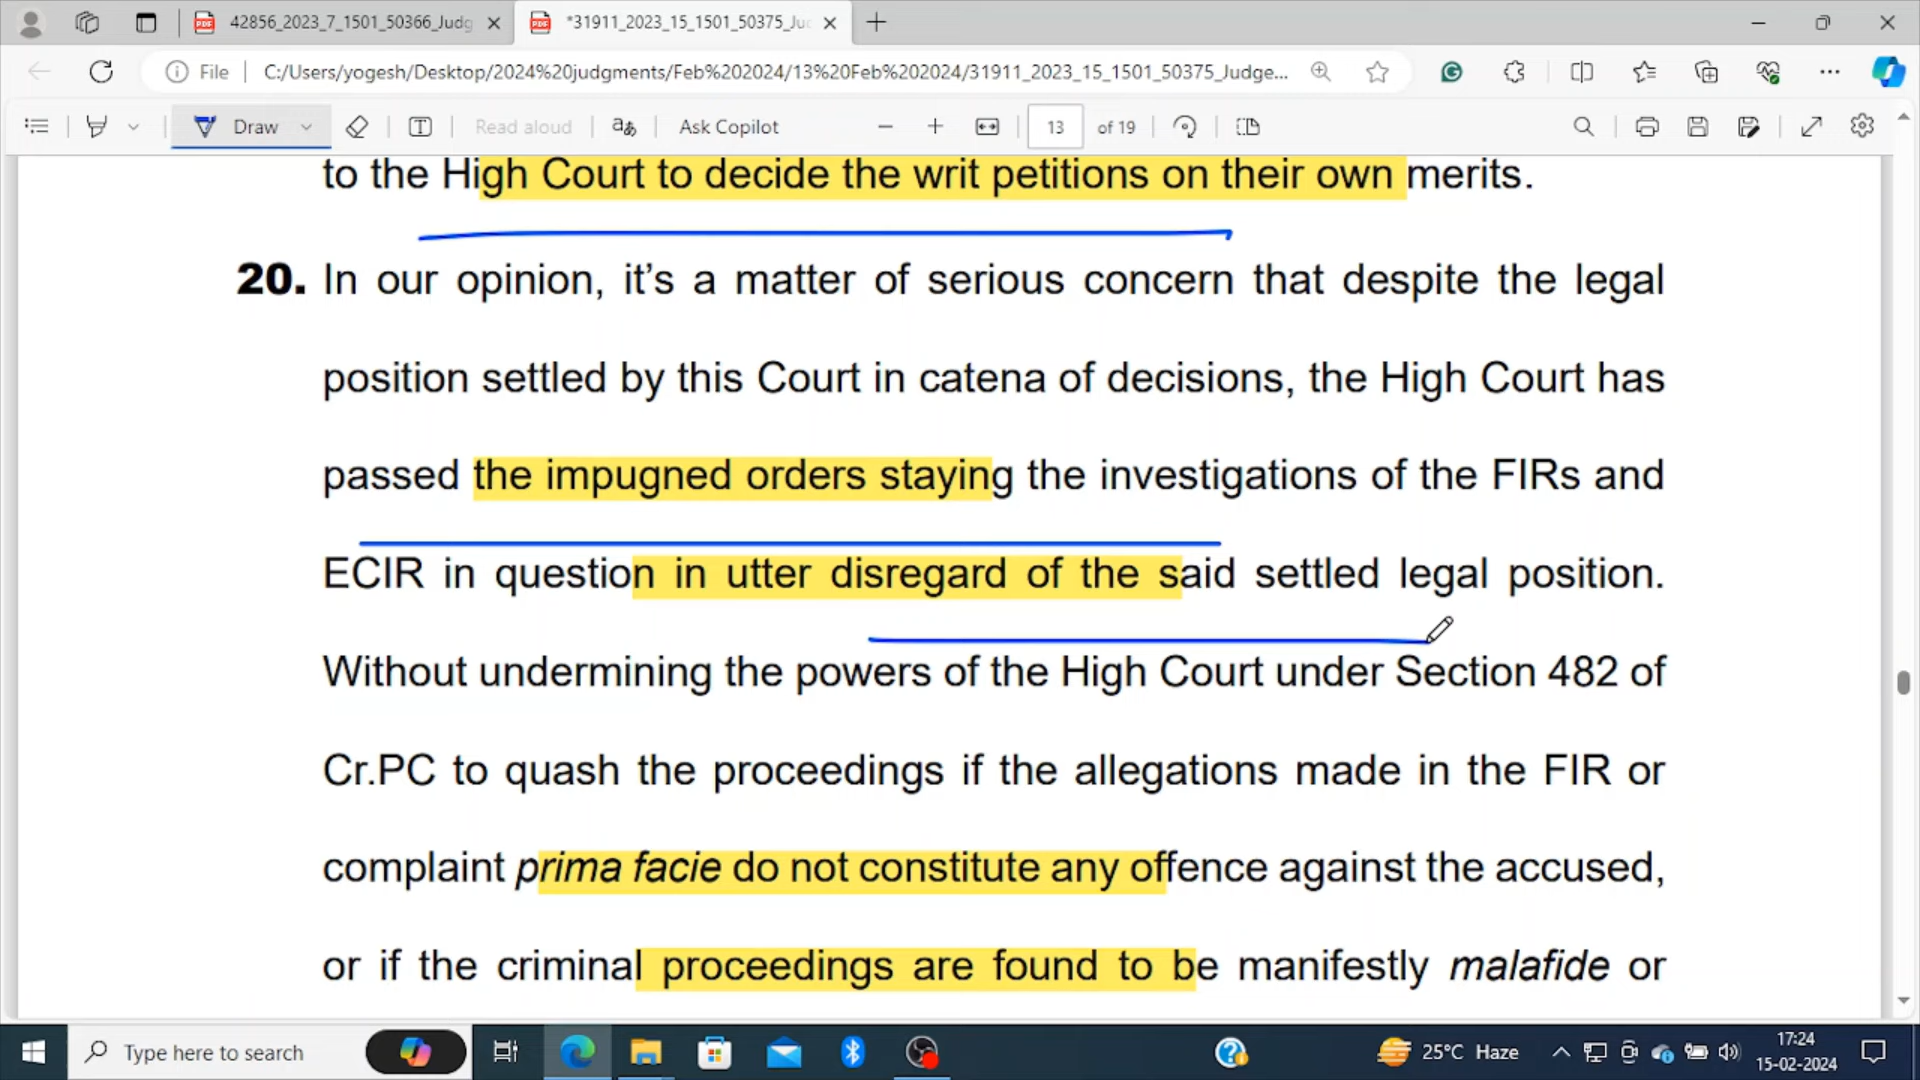 42856_2023_7_1501_50366_Judg
*31911_2023_15_1501_50375_Ju
File
C:/Users/yogesh/Desktop/2024%20judgments/Feb%202024/13%20Feb%202024/31911_2023_15_1501_50375_Judge...
Draw
Read aloud
Ask Copilot
13
of 19
to the High Court to decide the writ petitions on their own merits.
20. In our opinion, it’s a matter of serious concern that despite the legal
position settled by this Court in catena of decisions, the High Court has
passed the impugned orders staying the investigations of the FIRs and
ECIR in question in utter disregard of the said settled legal position.
Without undermining the powers of the High Court under Section 482 of
Cr.PC to quash the proceedings if the allegations made in the FIR or
complaint prima facie do not constitute any offence against the accused,
or if the criminal proceedings are found to be manifestly malafide or
Type here to search
25°C Haze
17:24
15-02-2024